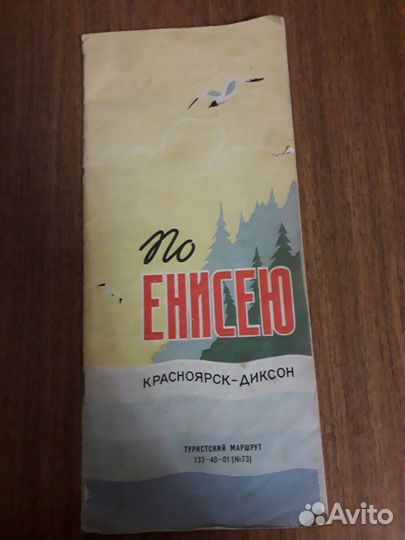 По
ЕНИСЕЮ
КРАСНОЯРСК-ДИКСОН
ТУРИСТСКИЙ МАРШРУТ
133-40-01 (№73)
Avito